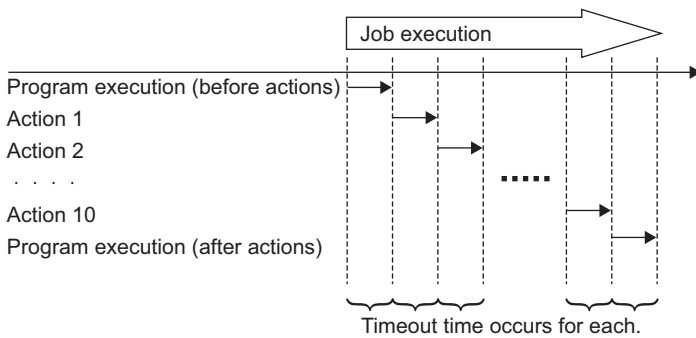 Job execution
Program execution (before actions)
Action 1
Action 2
. . . .
Action 10
Program execution (after actions)
Timeout time occurs for each.